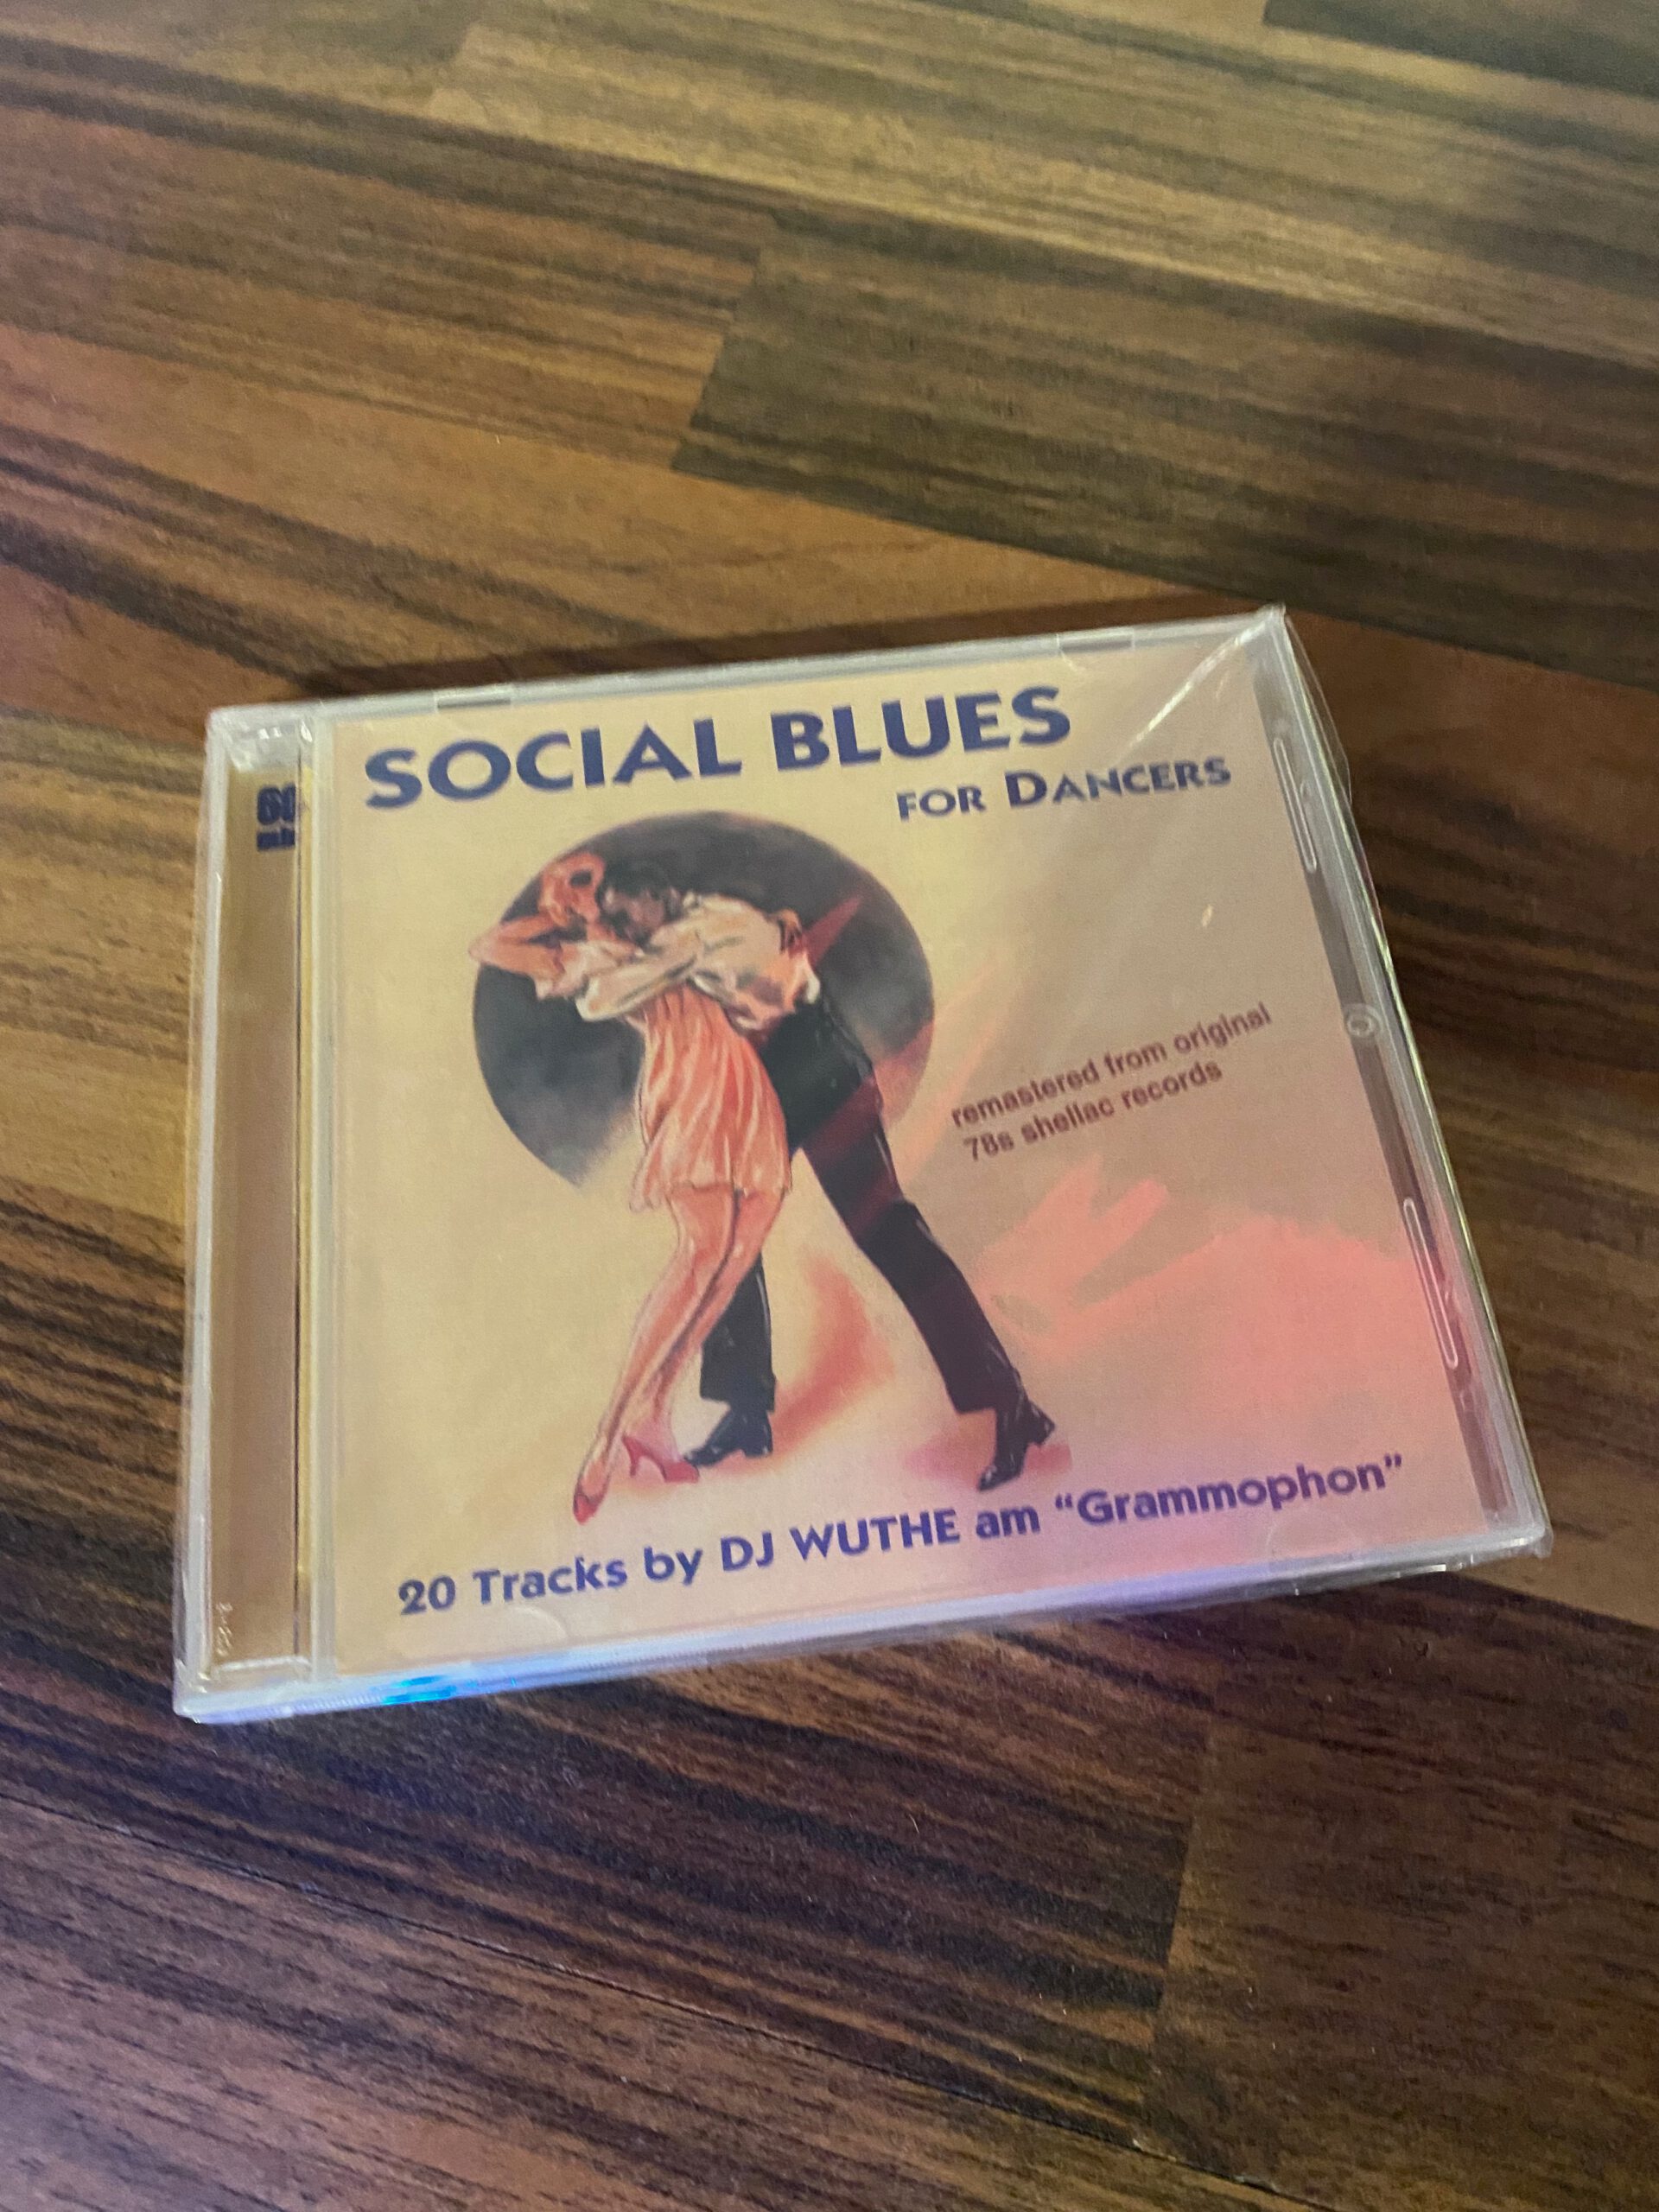 SOCIAL BLUES
FOR DANCERS
remastered from original
78s shellac records
20 Tracks by DJ WUTHE am “Grammophon”